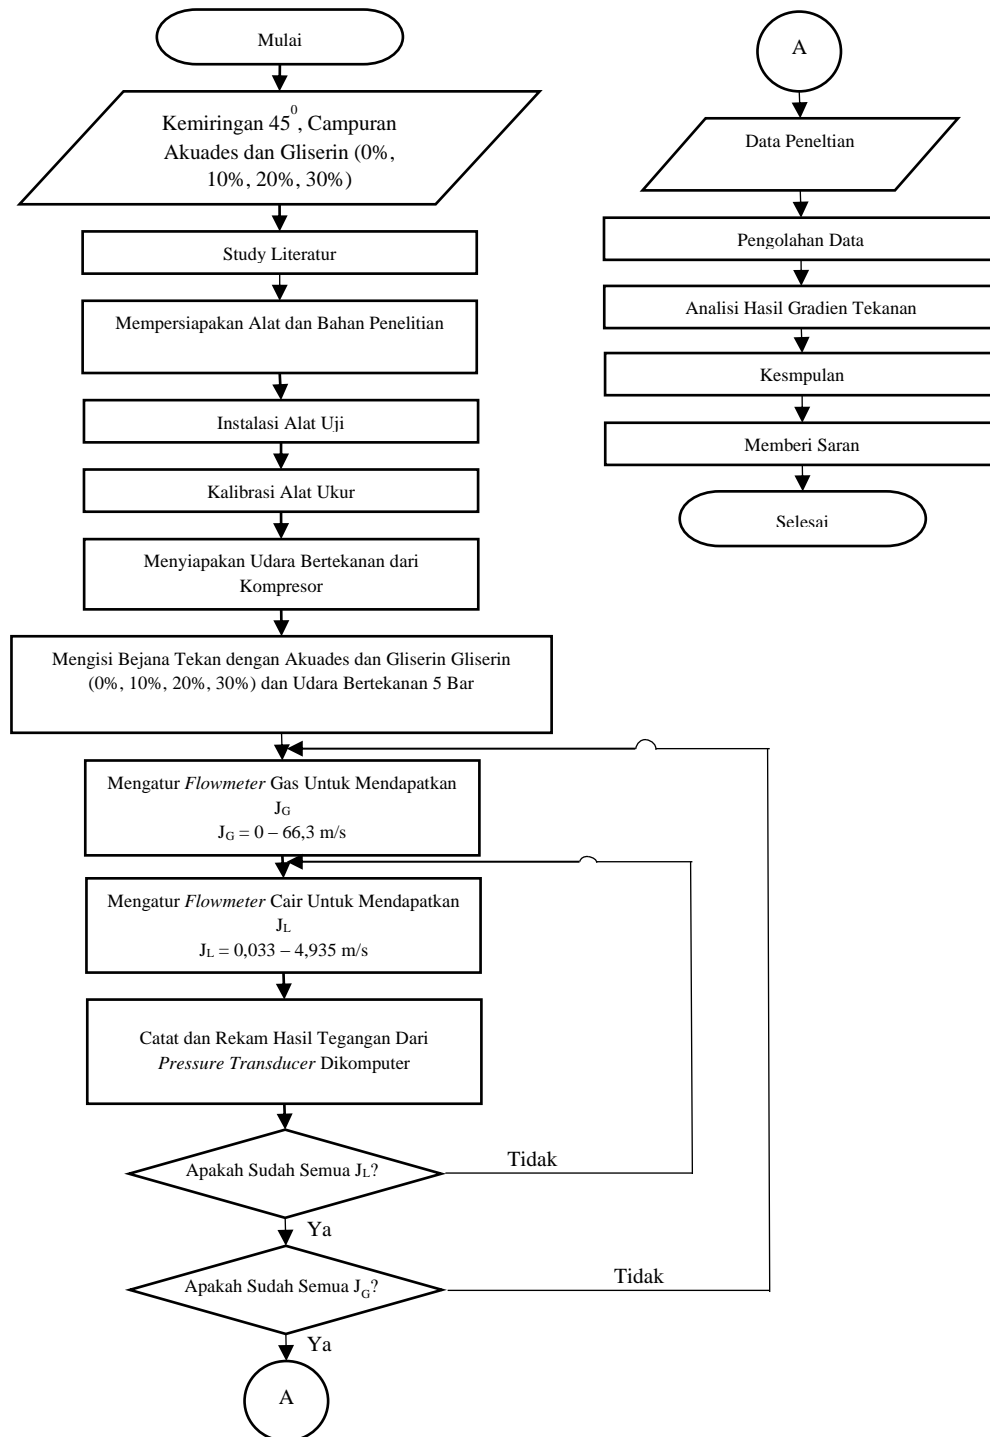 Mulai
Kemiringan 45⁰, Campuran
Akuades dan Gliserin (0%,
10%, 20%, 30%)
Study Literatur
Mempersiapakan Alat dan Bahan Penelitian
Instalasi Alat Uji
Kalibrasi Alat Ukur
Menyiapakan Udara Bertekanan dari
Kompresor
Mengisi Bejana Tekan dengan Akuades dan Gliserin Gliserin
(0%, 10%, 20%, 30%) dan Udara Bertekanan 5 Bar
Mengatur Flowmeter Gas Untuk Mendapatkan
JG
JG = 0 – 66,3 m/s
Mengatur Flowmeter Cair Untuk Mendapatkan
JL
JL = 0,033 – 4,935 m/s
Catat dan Rekam Hasil Tegangan Dari
Pressure Transducer Dikomputer
Apakah Sudah Semua JL?
Tidak
Ya
Apakah Sudah Semua JG?
Tidak
Ya
A
A
Data Peneltian
Pengolahan Data
Analisi Hasil Gradien Tekanan
Kesmpulan
Memberi Saran
Selesai